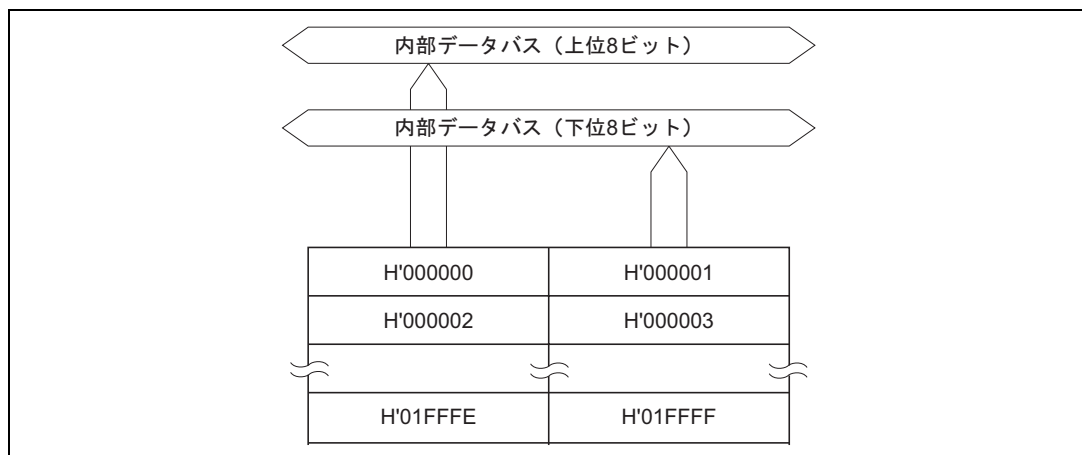 内部データバス（上位8ビット）
内部データバス（下位8ビット）
H'000000 H'000001
H'000002 H'000003
H'01FFFE H'01FFFF